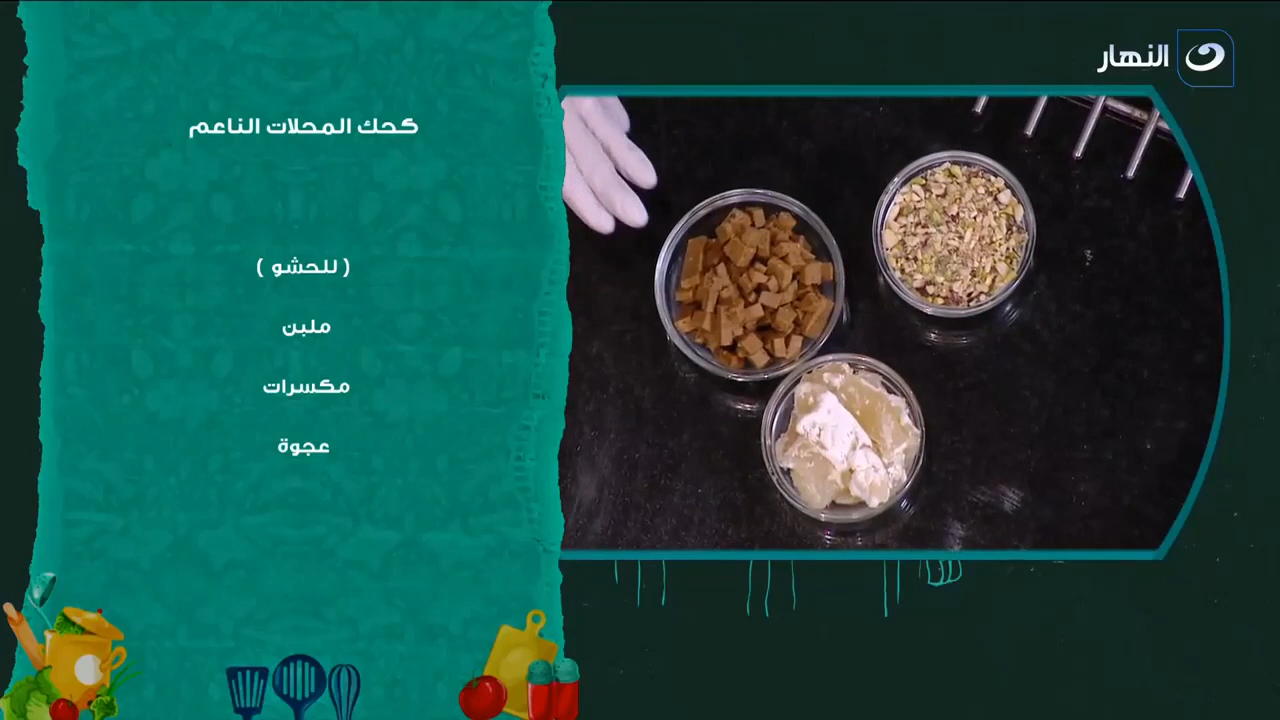 النهار
كحك المحلات الناعم
( للحشو )
ملبن
مكسرات
عجوة